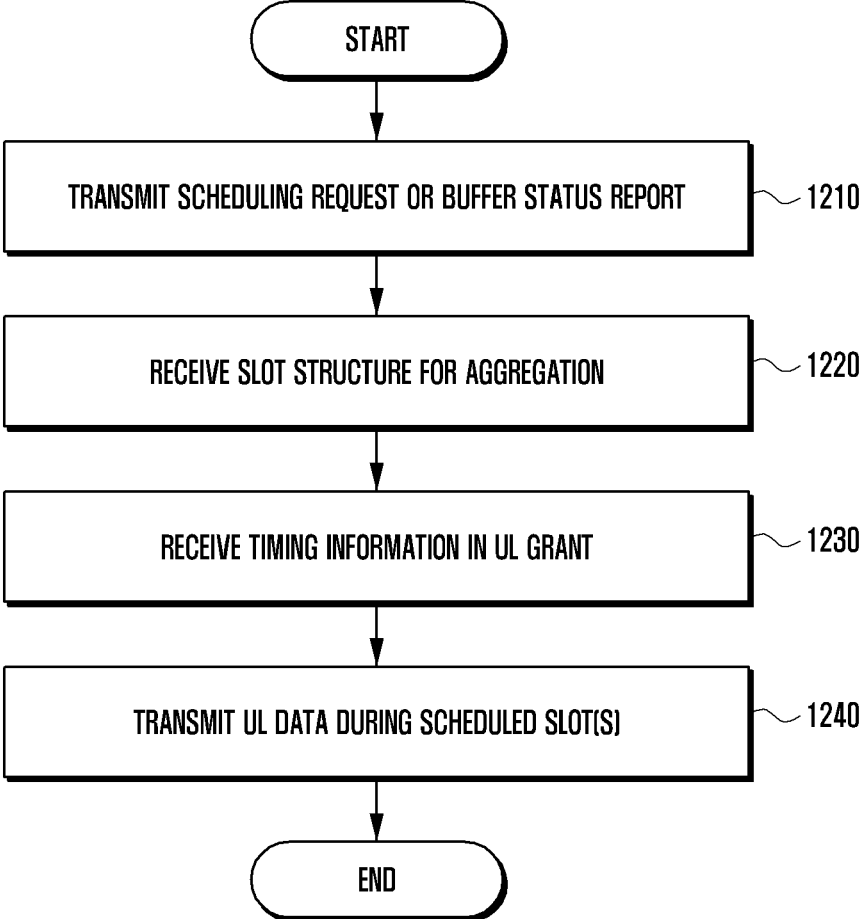 START
TRANSMIT SCHEDULING REQUEST OR BUFFER STATUS REPORT
1210
RECEIVE SLOT STRUCTURE FOR AGGREGATION
1220
RECEIVE TIMING INFORMATION IN UL GRANT
1230
TRANSMIT UL DATA DURING SCHEDULED SLOT(S)
1240
END